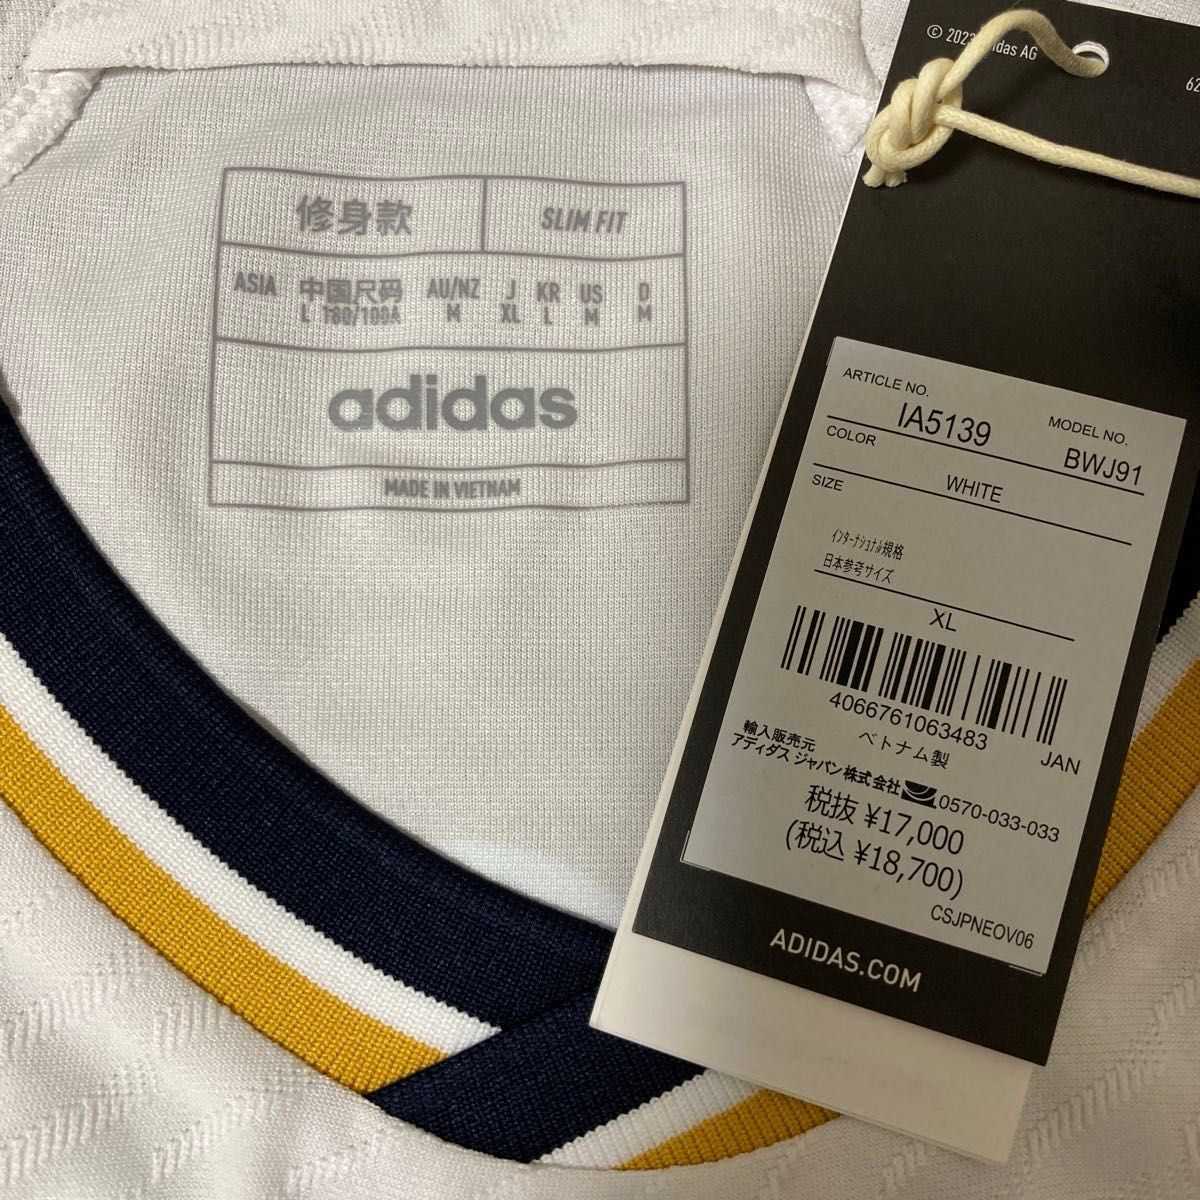 修身款 SLIM FIT
ASIA 中国尺码 AU/NZ J KR US D
L 180/100A M XL L M M
adidas
MADE IN VIETNAM
© 2023 adidas AG
62
ARTICLE NO. IA5139
MODEL NO. BWJ91
COLOR
WHITE
SIZE
インターナショナル規格
日本参考サイズ
XL
4066761063483
ベトナム製
JAN
輸入販売元
アディダス ジャパン株式会社 0570-033-033
税抜 ¥17,000
(税込 ¥18,700)
CSJPNEOV06
ADIDAS.COM